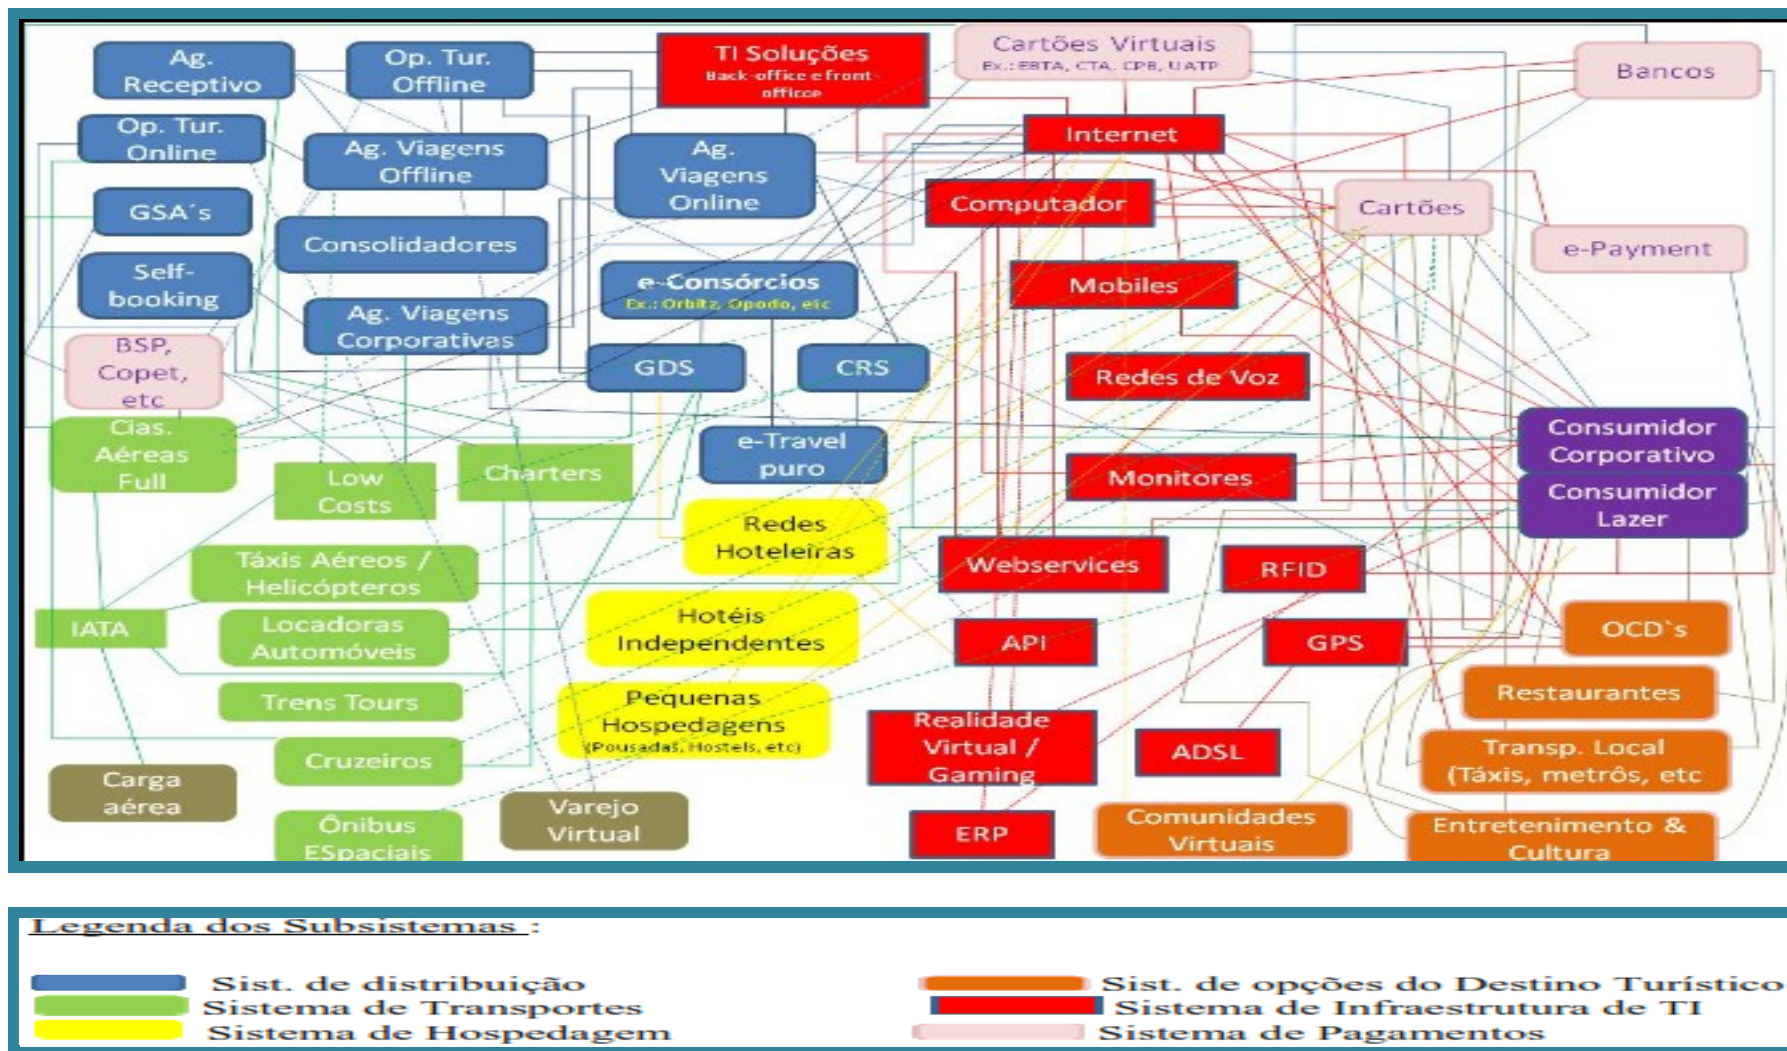 Ag.
Receptivo
Op. Tur.
Offline
TI Soluções
Back-office e front-
officce
Cartões Virtuais
Ex.: EBTA, CTA, CPB, UATP
Bancos
Op. Tur.
Online
Ag. Viagens
Offline
Ag.
Viagens
Online
Internet
GSA´s
Computador
Cartões
Consolidadores
e-Payment
Self-
booking
e-Consórcios
Ex.: Orbitz, Opodo, etc
Mobiles
Ag. Viagens
Corporativas
BSP,
Copet,
etc
GDS
CRS
Redes de Voz
Cias.
Aéreas
Full
e-Travel
puro
Consumidor
Corporativo
Low
Costs
Charters
Monitores
Consumidor
Lazer
Redes
Hoteleiras
Táxis Aéreos /
Helicópteros
Webservices
RFID
IATA
Locadoras
Automóveis
Hotéis
Independentes
API
GPS
OCD`s
Trens Tours
Pequenas
Hospedagens
(Pousadas, Hostels, etc)
Restaurantes
Realidade
Virtual /
Gaming
ADSL
Transp. Local
(Táxis, metrôs, etc
Cruzeiros
Carga
aérea
Varejo
Virtual
ERP
Comunidades
Virtuais
Entretenimento &
Cultura
Ônibus
ESpaciais
Legenda dos Subsistemas :
Sist. de distribuição
Sist. de opções do Destino Turístico
Sistema de Transportes
Sistema de Infraestrutura de TI
Sistema de Hospedagem
Sistema de Pagamentos